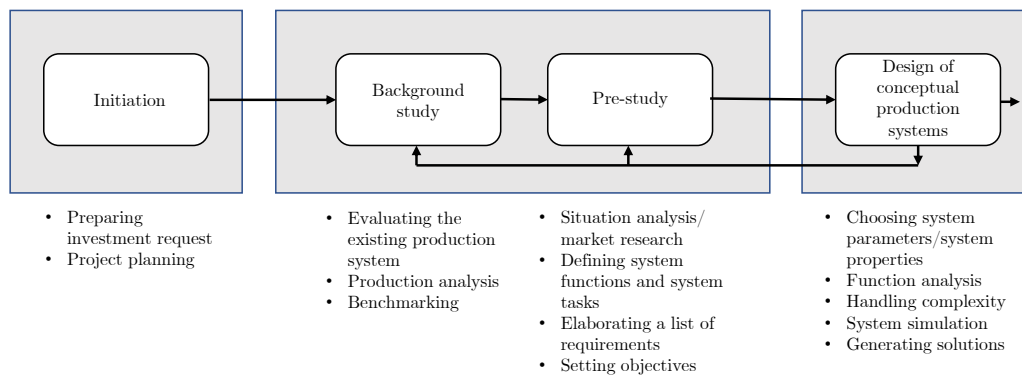 Initiation
Background
study
Pre-study
Design of
conceptual
production
systems
• Preparing
investment request
• Project planning
• Evaluating the
existing production
system
• Production analysis
• Benchmarking
• Situation analysis/
market research
• Defining system
functions and system
tasks
• Elaborating a list of
requirements
• Setting objectives
• Choosing system
parameters/system
properties
• Function analysis
• Handling complexity
• System simulation
• Generating solutions